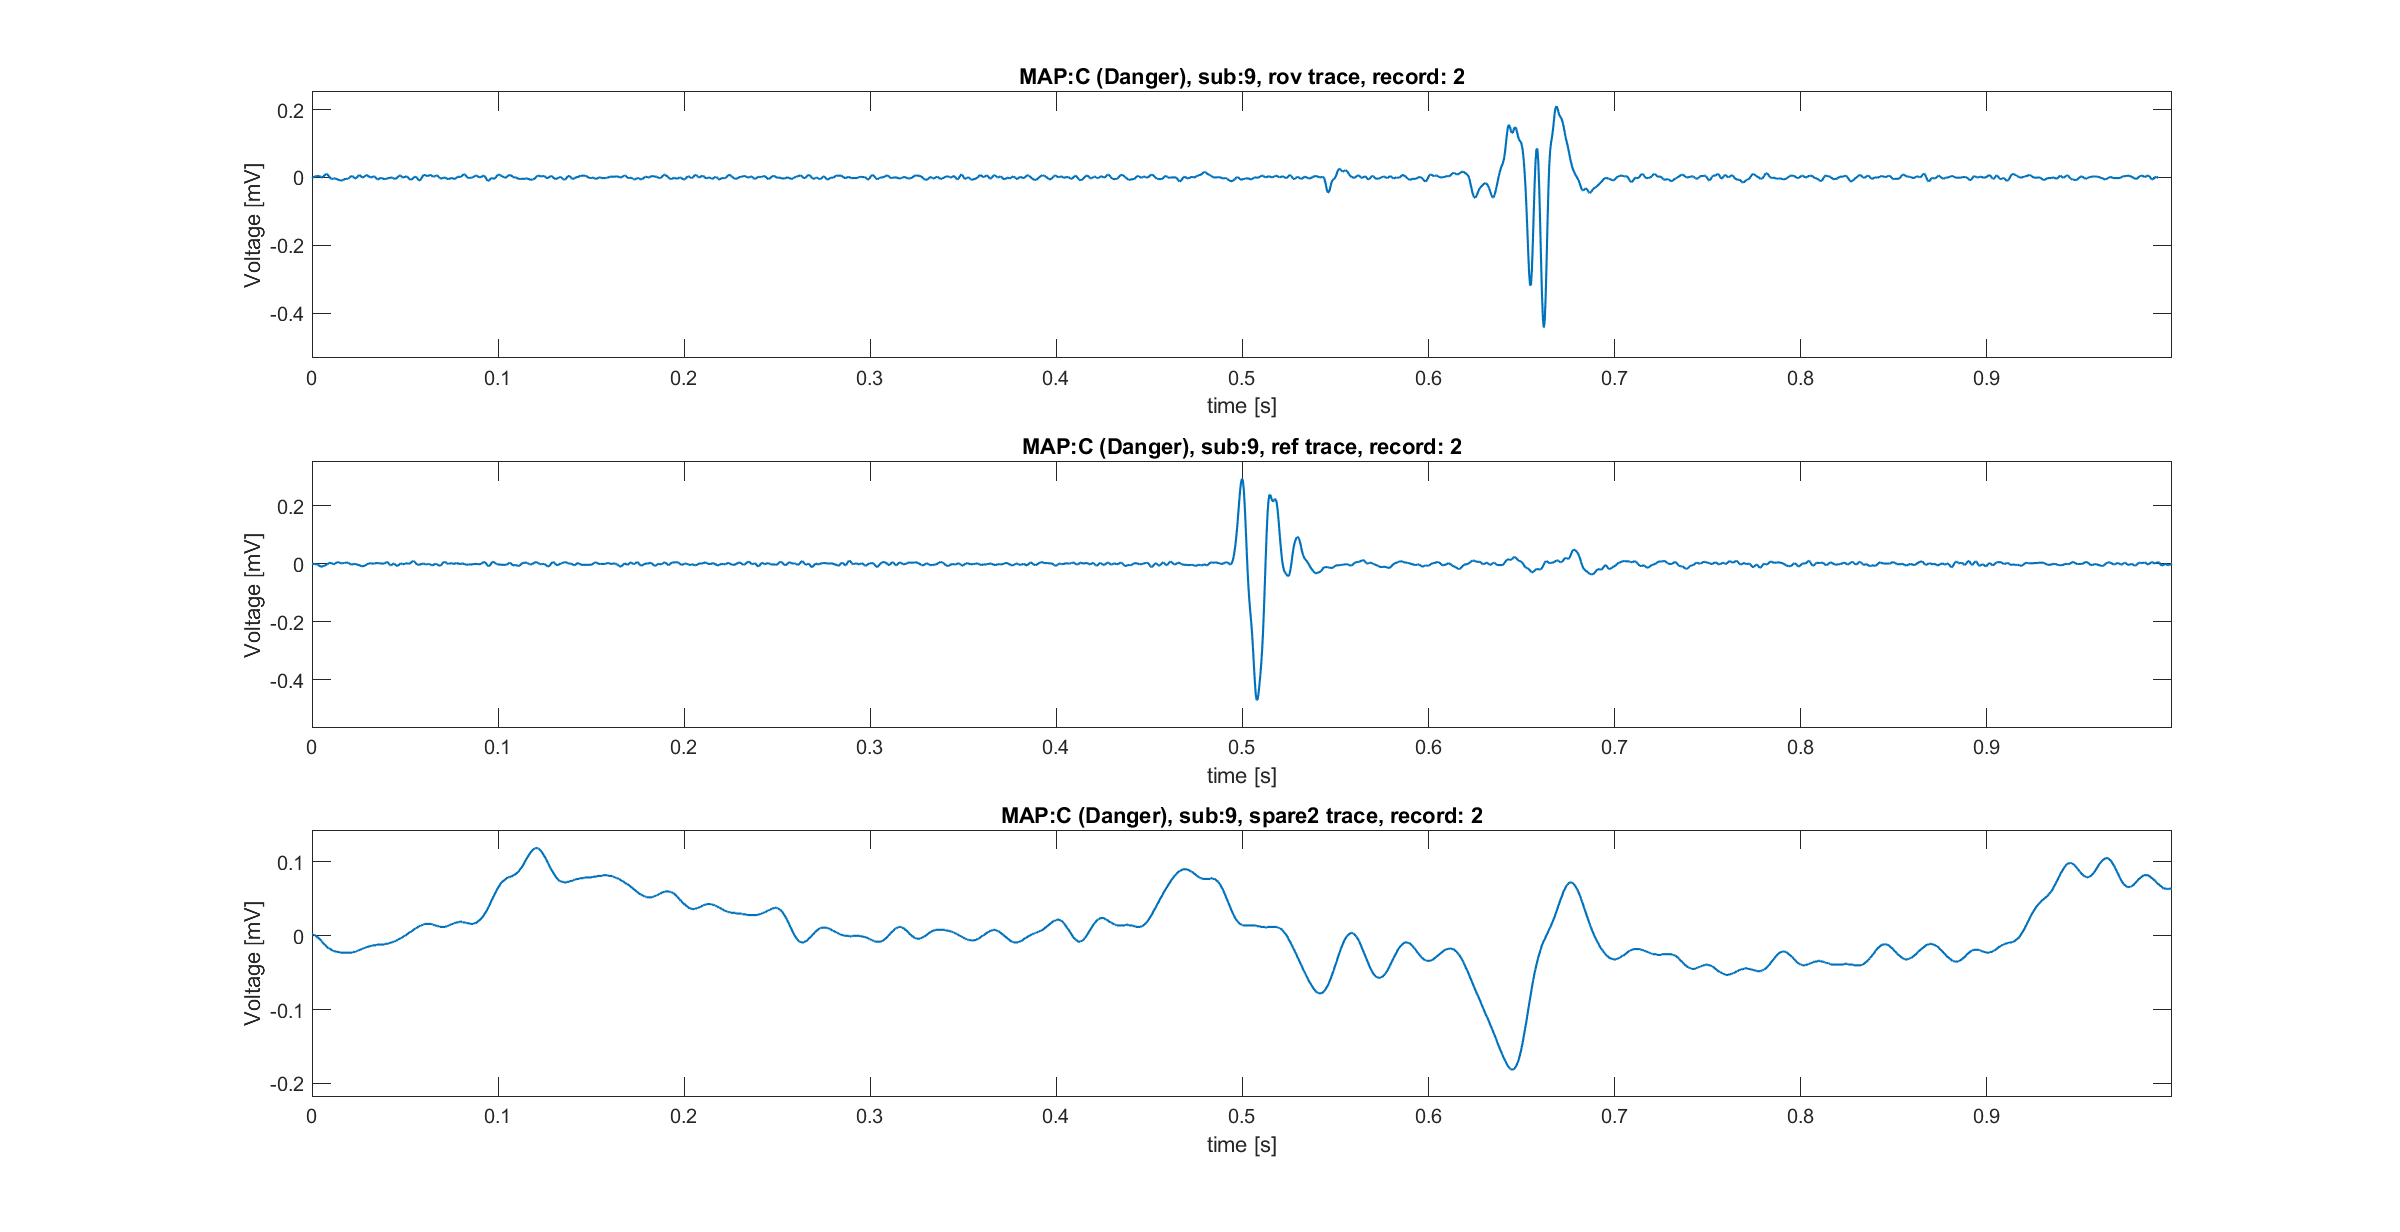 MAP:C (Danger), sub:9, rov trace, record: 2
0.2
0
-0.2
-0.4
Voltage [mV]
0 0.1 0.2 0.3 0.4 0.5 0.6 0.7 0.8 0.9
time [s]
MAP:C (Danger), sub:9, ref trace, record: 2
0.2
0
-0.2
-0.4
Voltage [mV]
0 0.1 0.2 0.3 0.4 0.5 0.6 0.7 0.8 0.9
time [s]
MAP:C (Danger), sub:9, spare2 trace, record: 2
0.1
0
-0.1
-0.2
Voltage [mV]
0 0.1 0.2 0.3 0.4 0.5 0.6 0.7 0.8 0.9
time [s]